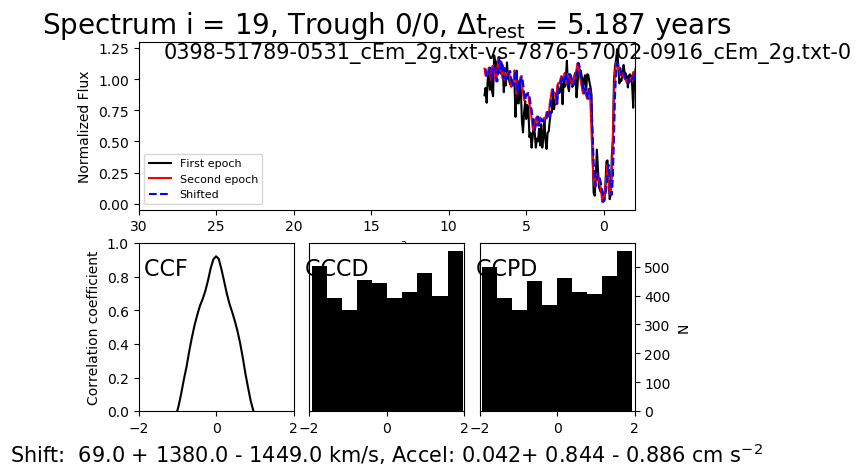 Spectrum i = 19, Trough 0/0, Δt_rest = 5.187 years
0398-51789-0531_cEm_2g.txt-vs-7876-57002-0916_cEm_2g.txt-0
Normalized Flux
1.25
1.00
0.75
0.50
0.25
0.00
First epoch
Second epoch
Shifted
30 25 20 15 10 5 0
Correlation coefficient
1.0
0.8
0.6
0.4
0.2
0.0
CCF
CCCD
CCPD
500
400
300
200
100
0
N
−2 0 2
−2 0 2
−2 0 2
Shift:  69.0 + 1380.0 - 1449.0 km/s, Accel: 0.042+ 0.844 - 0.886 cm s⁻²